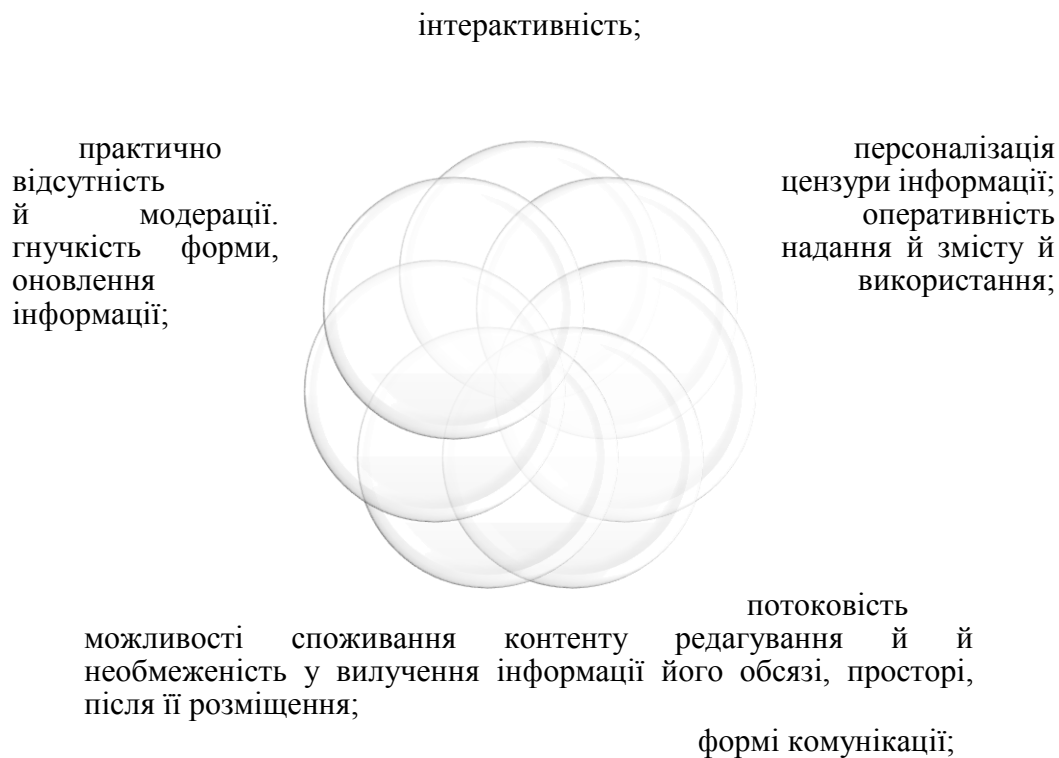 інтерактивність;
практично
відсутність
й модерації.
гнучкість форми,
оновлення
інформації;
персоналізація
цензури інформації;
оперативність
надання й змісту й
використання;
потоковість
можливості споживання контенту редагування й й
необмеженість у вилучення інформації його обсязі, просторі,
після її розміщення;
формі комунікації;